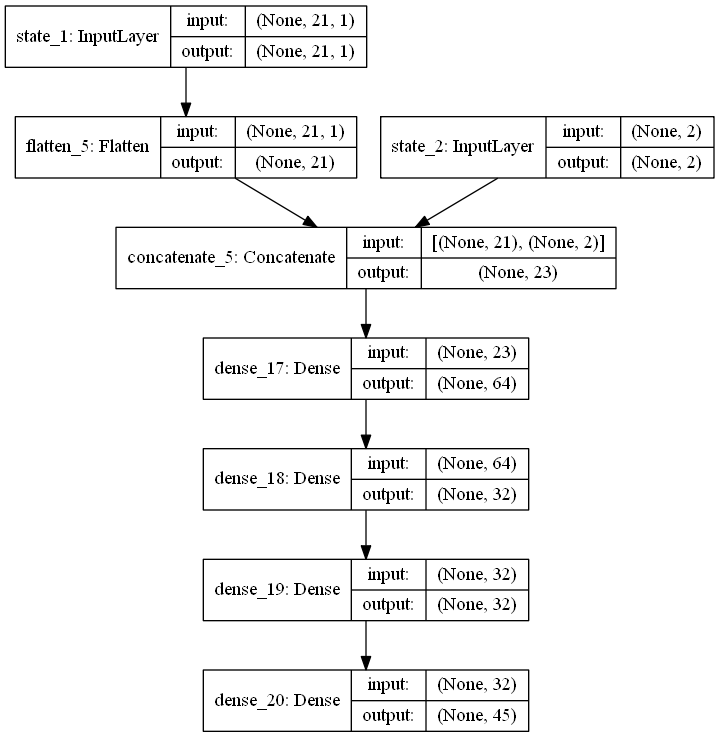 state_1: InputLayer
input: (None, 21, 1)
output: (None, 21, 1)
flatten_5: Flatten
input: (None, 21, 1)
output: (None, 21)
state_2: InputLayer
input: (None, 2)
output: (None, 2)
concatenate_5: Concatenate
input: [(None, 21), (None, 2)]
output: (None, 23)
dense_17: Dense
input: (None, 23)
output: (None, 64)
dense_18: Dense
input: (None, 64)
output: (None, 32)
dense_19: Dense
input: (None, 32)
output: (None, 32)
dense_20: Dense
input: (None, 32)
output: (None, 45)